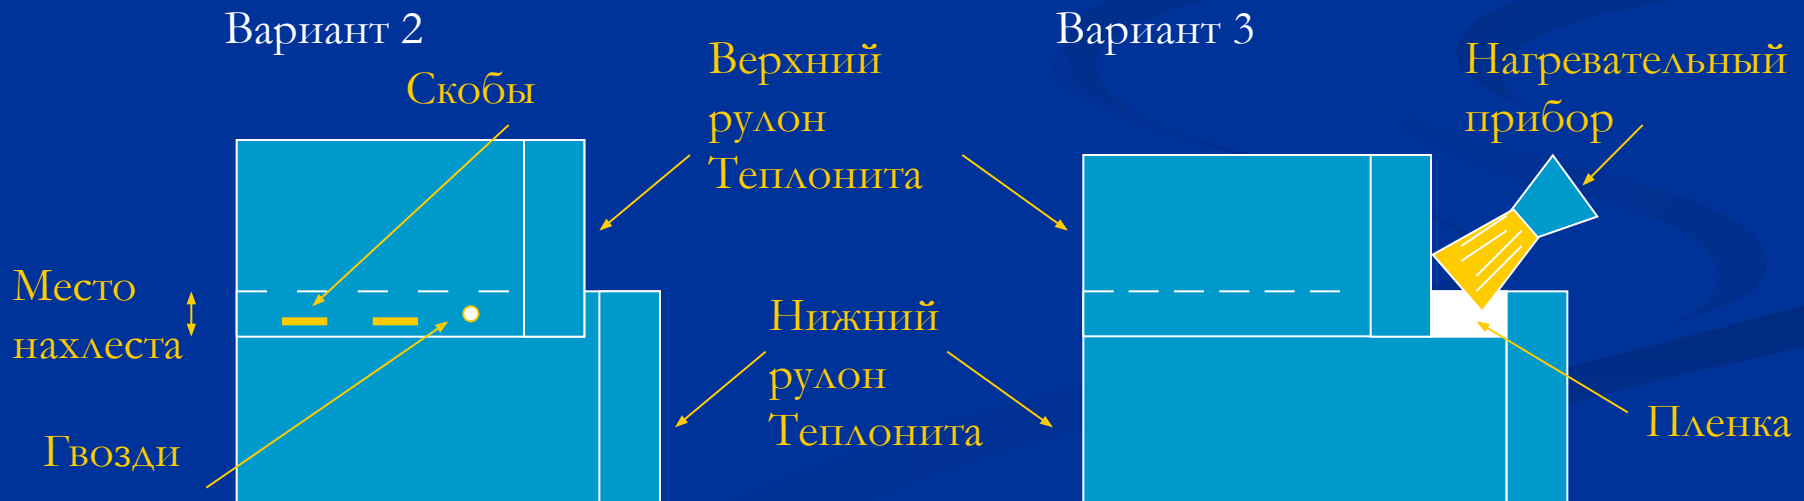 Вариант 2
Скобы
Верхний
рулон
Теплонита
Вариант 3
Нагревательный
прибор
Место
нахлеста
Нижний
рулон
Теплонита
Гвозди
Пленка